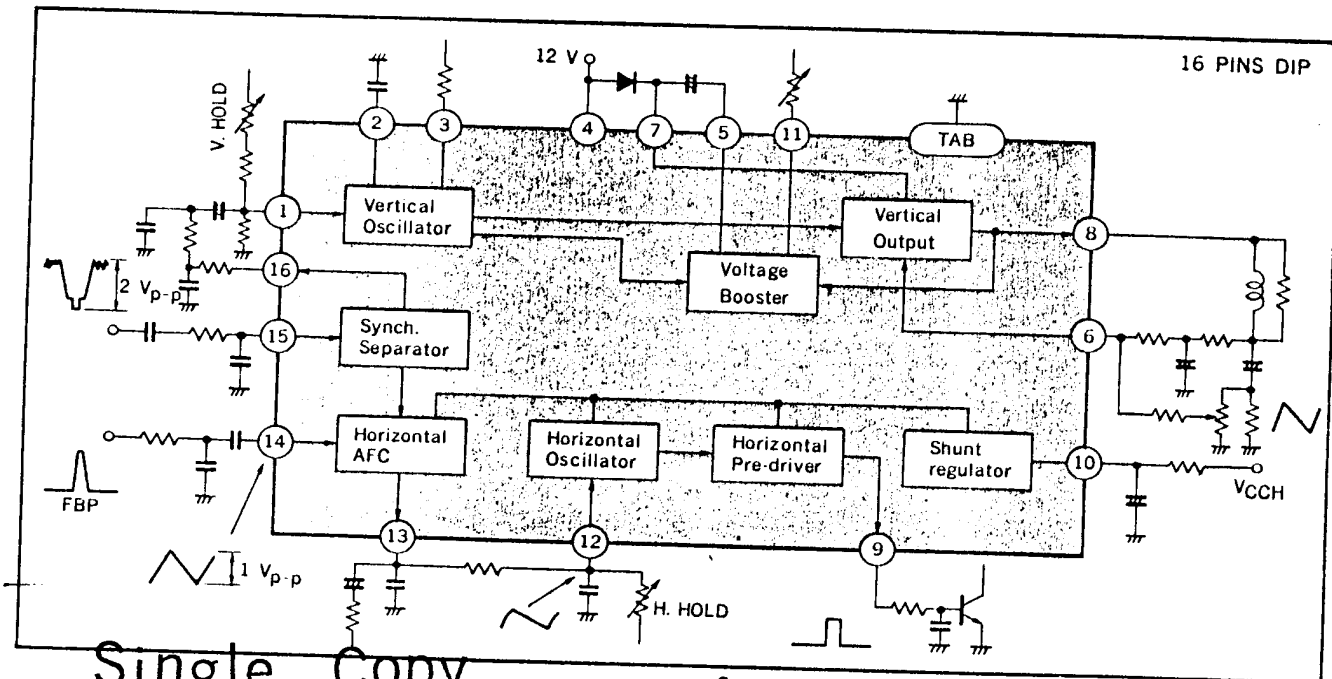 16 PINS DIP
12 V
V. HOLD
2
3
4
7
5
11
TAB
1
Vertical
Oscillator
Vertical
Output
8
16
2 Vp-p
Voltage
Booster
15
Synch.
Separator
6
14
Horizontal
AFC
Horizontal
Oscillator
Horizontal
Pre-driver
Shunt
regulator
10
VCCH
FBP
13
12
9
1 Vp-p
H. HOLD
Single Copy